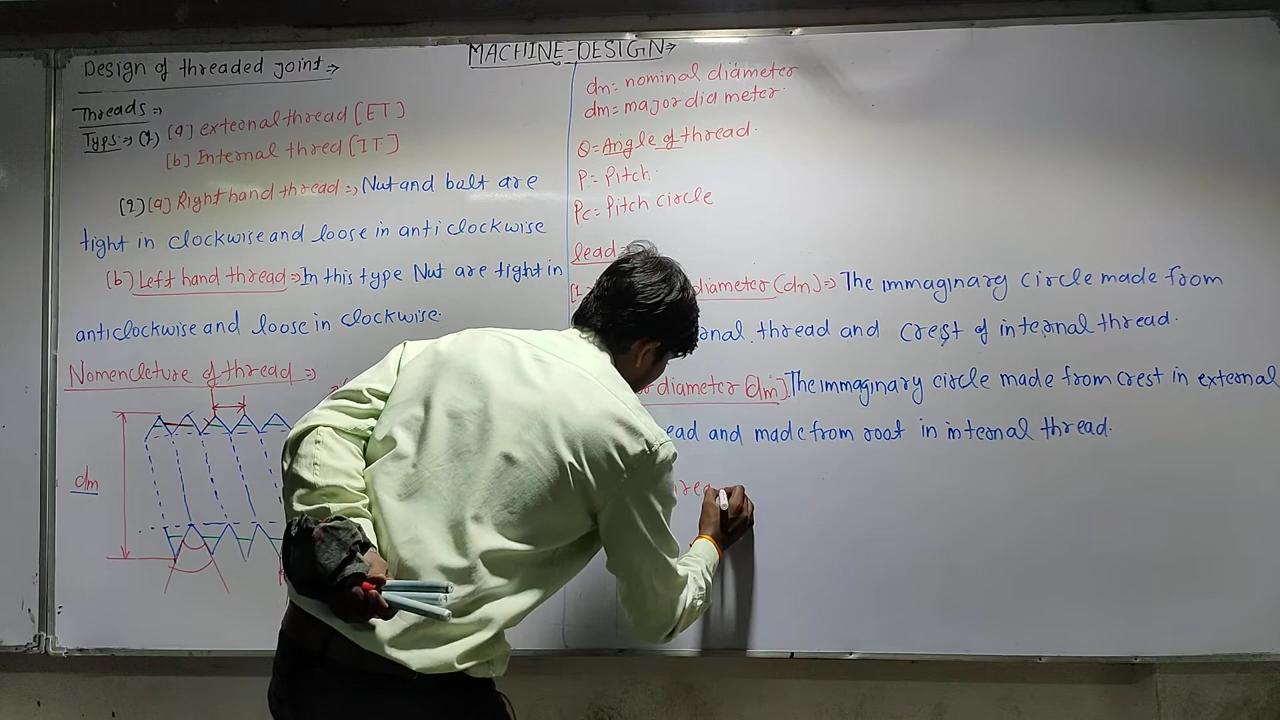 MACHINE-DESIGN→
Design of threaded joint:→
Threads:→
Typs:→ (1) (a) external thread [ET]
(b) Internal thred [IT]
(2) (a) Right hand thread:→ Nut and bolt are
tight in clockwise and loose in anti clockwise
(b) Left hand thread:→ In this type Nut are tight in
anticlockwise and loose in clockwise.
Nomencleture of thread:→
dm
dn= nominal diameter
dm= major diameter
θ= Angle of thread.
P= Pitch.
Pc= Pitch circle
lead
diameter (dn)→ The immaginary circle made from
thread and crest of internal thread.
diameter (dm). The immaginary circle made from crest in external
and made from root in internal thread.